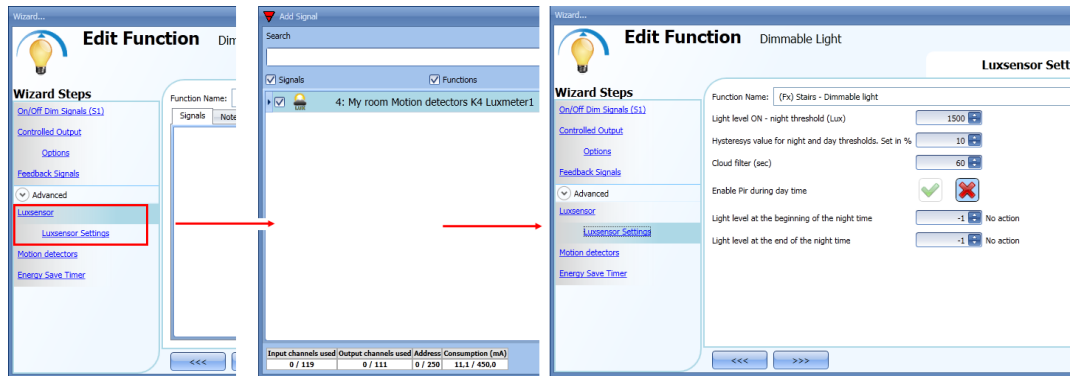 Wizard...
Edit Function Dim
Wizard Steps
On/Off Dim Signals (S1)
Controlled Output
Options
Feedback Signals
Advanced
Luxsensor
Luxsensor Settings
Motion detectors
Energy Save Timer
Function Name:
Signals Note
<<<
Add Signal
Search
Signals Functions
4: My room Motion detectors K4 Luxmeter1
Input channels used Output channels used Address Consumption (mA)
0 / 119 0 / 111 0 / 250 11,1 / 450,0
Wizard...
Edit Function Dimmable Light
Luxsensor Sett
Wizard Steps
On/Off Dim Signals (S1)
Controlled Output
Options
Feedback Signals
Advanced
Luxsensor
Luxsensor Settings
Motion detectors
Energy Save Timer
Function Name: (Fx) Stairs - Dimmable light
Light level ON - night threshold (Lux) 1500
Hysteresys value for night and day thresholds. Set in % 10
Cloud filter (sec) 60
Enable Pir during day time
Light level at the beginning of the night time -1 No action
Light level at the end of the night time -1 No action
<<< >>>